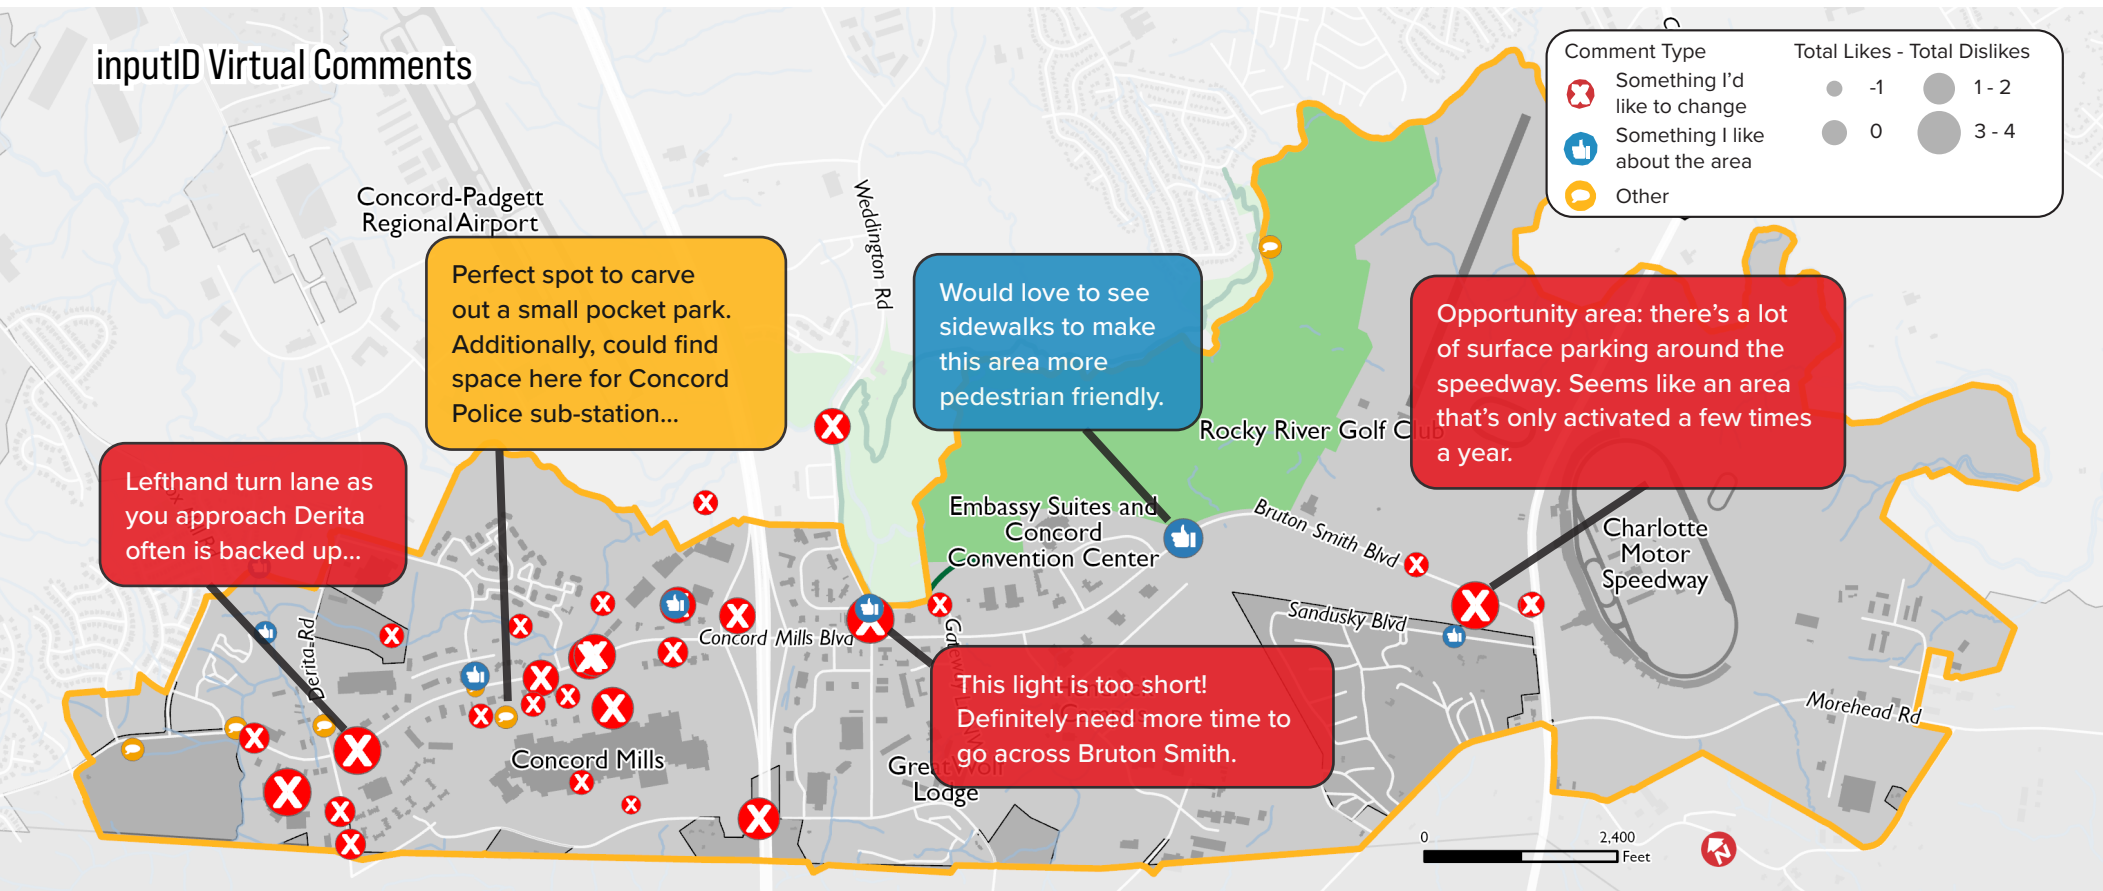 inputID Virtual Comments
Comment Type
Something I'd
like to change
Something I like
about the area
Other
Total Likes - Total Dislikes
-1
1 - 2
0
3 - 4
Concord-Padgett
Regional Airport
Weddington Rd
Perfect spot to carve
out a small pocket park.
Additionally, could find
space here for Concord
Police sub-station...
Would love to see
sidewalks to make
this area more
pedestrian friendly.
Opportunity area: there's a lot
of surface parking around the
speedway. Seems like an area
that's only activated a few times
a year.
Rocky River Golf Club
Lefthand turn lane as
you approach Derita
often is backed up...
Embassy Suites and
Concord
Convention Center
Bruton Smith Blvd
Charlotte
Motor
Speedway
Sandusky Blvd
Derita Rd
Concord Mills Blvd
This light is too short!
Definitely need more time to
go across Bruton Smith.
Morehead Rd
Concord Mills
Great Wolf
Lodge
0
2,400
Feet
N